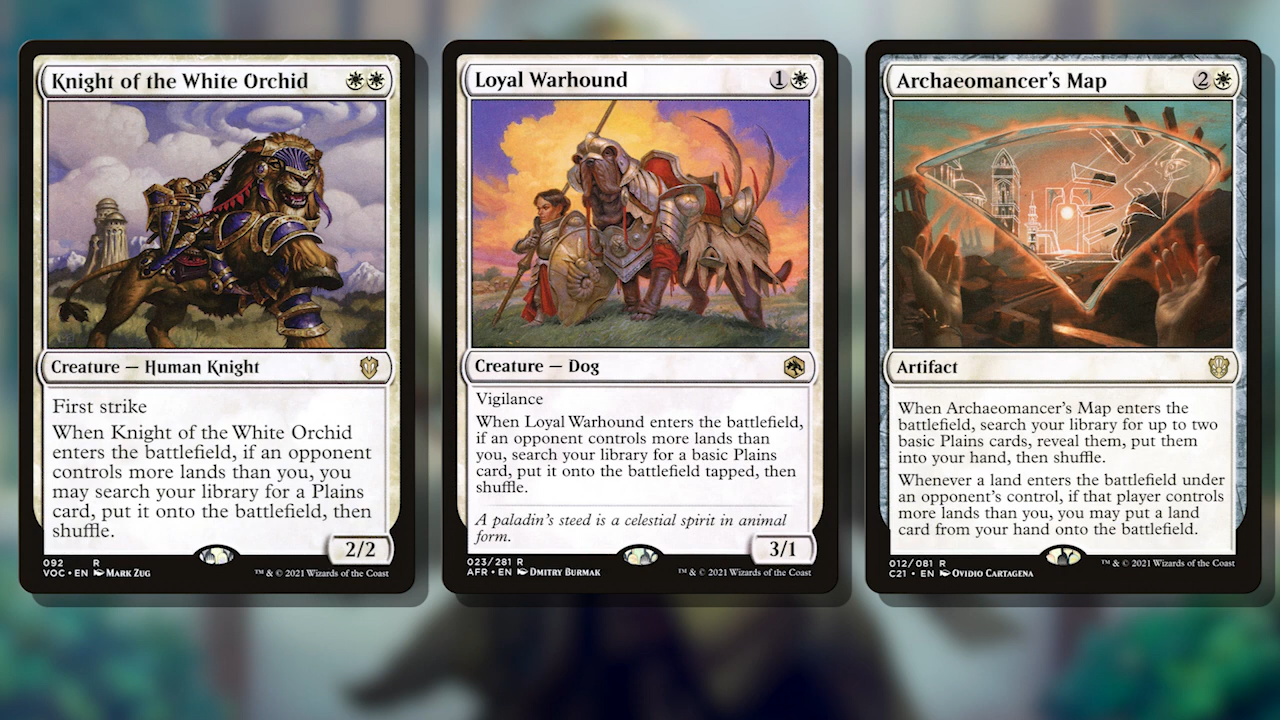 Knight of the White Orchid
Creature — Human Knight
First strike
When Knight of the White Orchid
enters the battlefield, if an opponent
controls more lands than you, you
may search your library for a Plains
card, put it onto the battlefield, then
shuffle.
2/2
092 R
VOC • EN Mark Zug
™ & © 2021 Wizards of the Coast
Loyal Warhound 1
Creature — Dog
Vigilance
When Loyal Warhound enters the battlefield,
if an opponent controls more lands than
you, search your library for a basic Plains
card, put it onto the battlefield tapped, then
shuffle.
A paladin's steed is a celestial spirit in animal
form.
3/1
023/281 R
AFR • EN Dmitry Burmak
™ & © 2021 Wizards of the Coast
Archaeomancer's Map 2
Artifact
When Archaeomancer's Map enters the
battlefield, search your library for up to two
basic Plains cards, reveal them, put them
into your hand, then shuffle.
Whenever a land enters the battlefield under
an opponent's control, if that player controls
more lands than you, you may put a land
card from your hand onto the battlefield.
012/081 R
C21 • EN Ovidio Cartagena
™ & © 2021 Wizards of the Coast